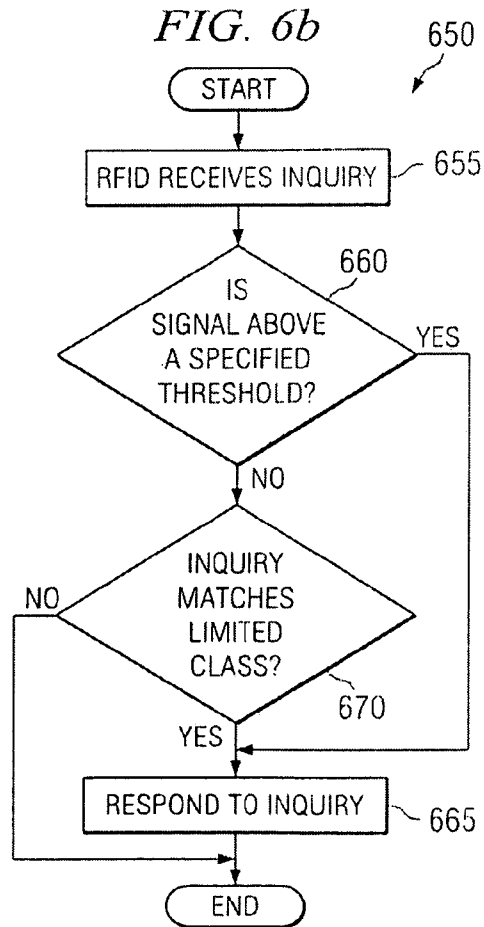 FIG. 6b
650
START
RFID RECEIVES INQUIRY
655
660
IS
SIGNAL ABOVE
A SPECIFIED
THRESHOLD?
YES
NO
INQUIRY
MATCHES
LIMITED
CLASS?
NO
670
YES
RESPOND TO INQUIRY
665
END